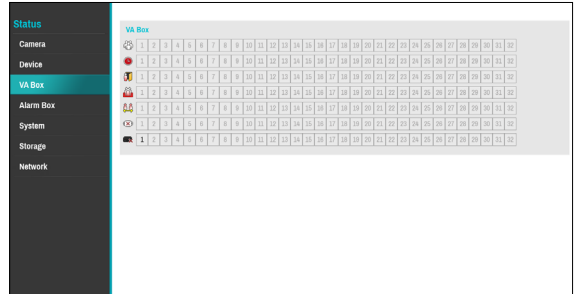 Status
Camera
Device
VA Box
Alarm Box
System
Storage
Network
VA Box
1 2 3 4 5 6 7 8 9 10 11 12 13 14 15 16 17 18 19 20 21 22 23 24 25 26 27 28 29 30 31 32
1 2 3 4 5 6 7 8 9 10 11 12 13 14 15 16 17 18 19 20 21 22 23 24 25 26 27 28 29 30 31 32
1 2 3 4 5 6 7 8 9 10 11 12 13 14 15 16 17 18 19 20 21 22 23 24 25 26 27 28 29 30 31 32
1 2 3 4 5 6 7 8 9 10 11 12 13 14 15 16 17 18 19 20 21 22 23 24 25 26 27 28 29 30 31 32
1 2 3 4 5 6 7 8 9 10 11 12 13 14 15 16 17 18 19 20 21 22 23 24 25 26 27 28 29 30 31 32
1 2 3 4 5 6 7 8 9 10 11 12 13 14 15 16 17 18 19 20 21 22 23 24 25 26 27 28 29 30 31 32
1 2 3 4 5 6 7 8 9 10 11 12 13 14 15 16 17 18 19 20 21 22 23 24 25 26 27 28 29 30 31 32